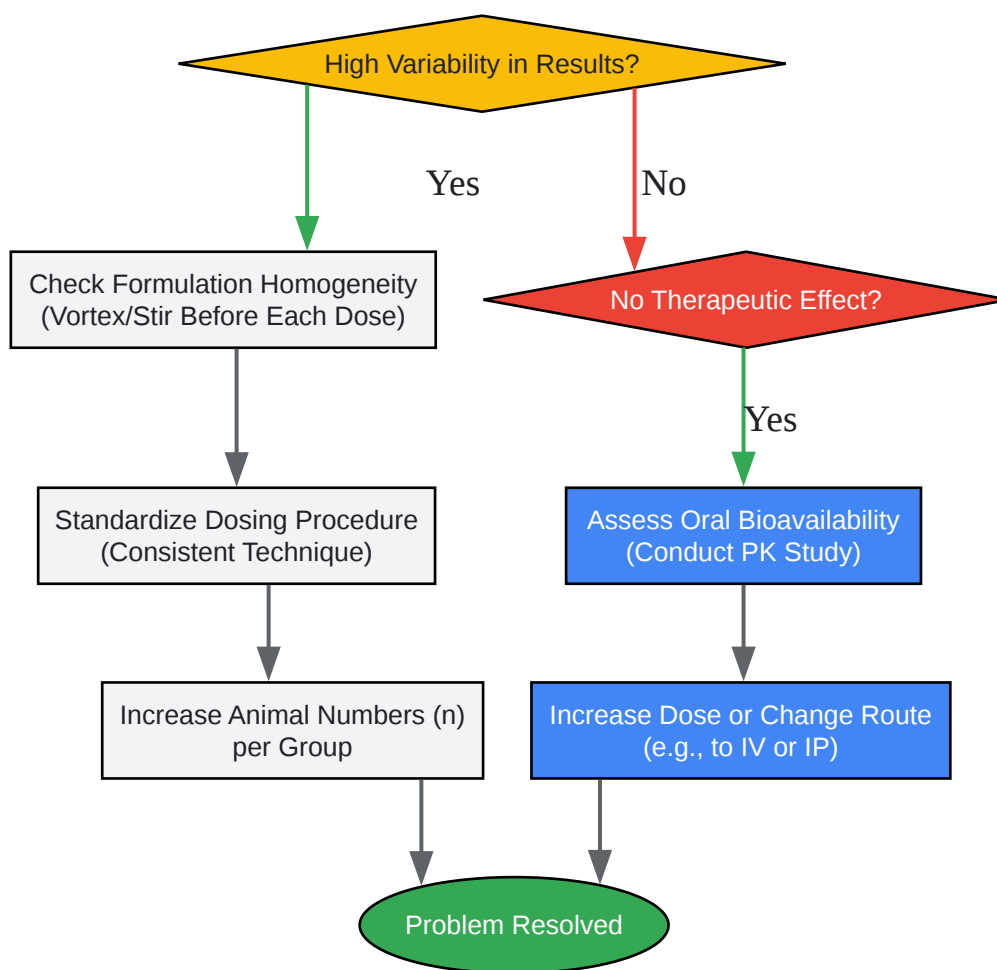 High Variability in Results?
Yes
No
Check Formulation Homogeneity
(Vortex/Stir Before Each Dose)
No Therapeutic Effect?
Yes
Standardize Dosing Procedure
(Consistent Technique)
Assess Oral Bioavailability
(Conduct PK Study)
Increase Animal Numbers (n)
per Group
Increase Dose or Change Route
(e.g., to IV or IP)
Problem Resolved